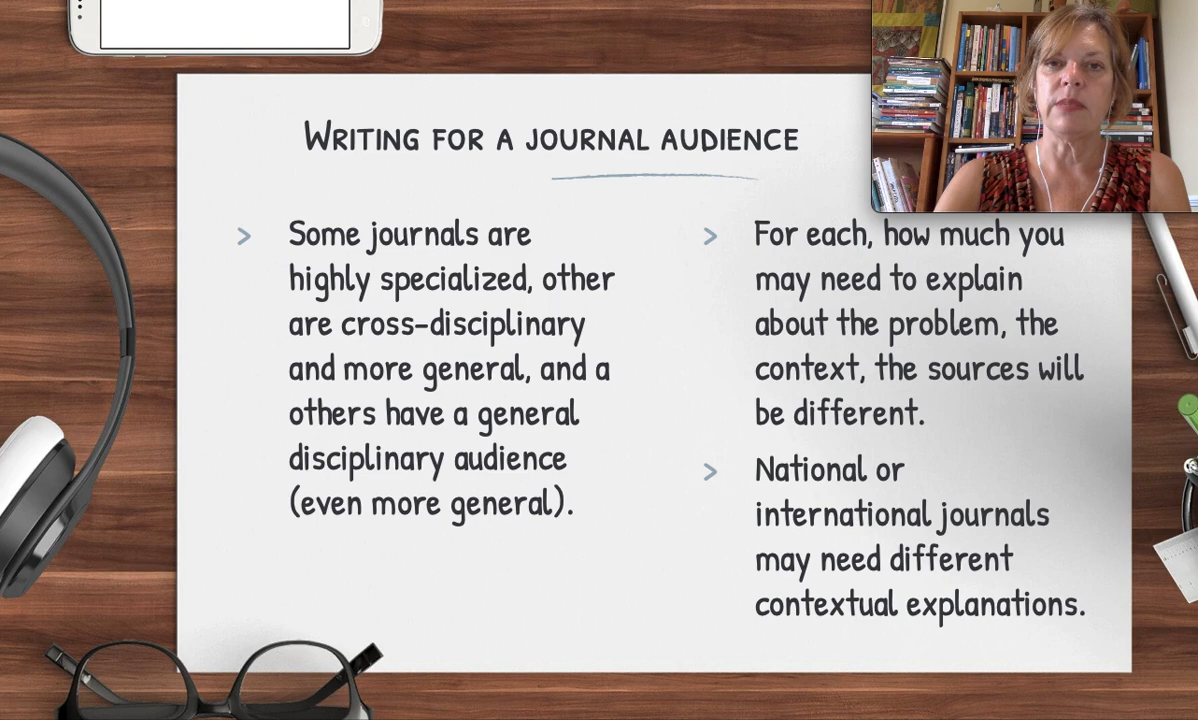 Writing for a journal audience
> Some journals are
highly specialized, other
are cross-disciplinary
and more general, and a
others have a general
disciplinary audience
(even more general).
> For each, how much you
may need to explain
about the problem, the
context, the sources will
be different.
> National or
international journals
may need different
contextual explanations.